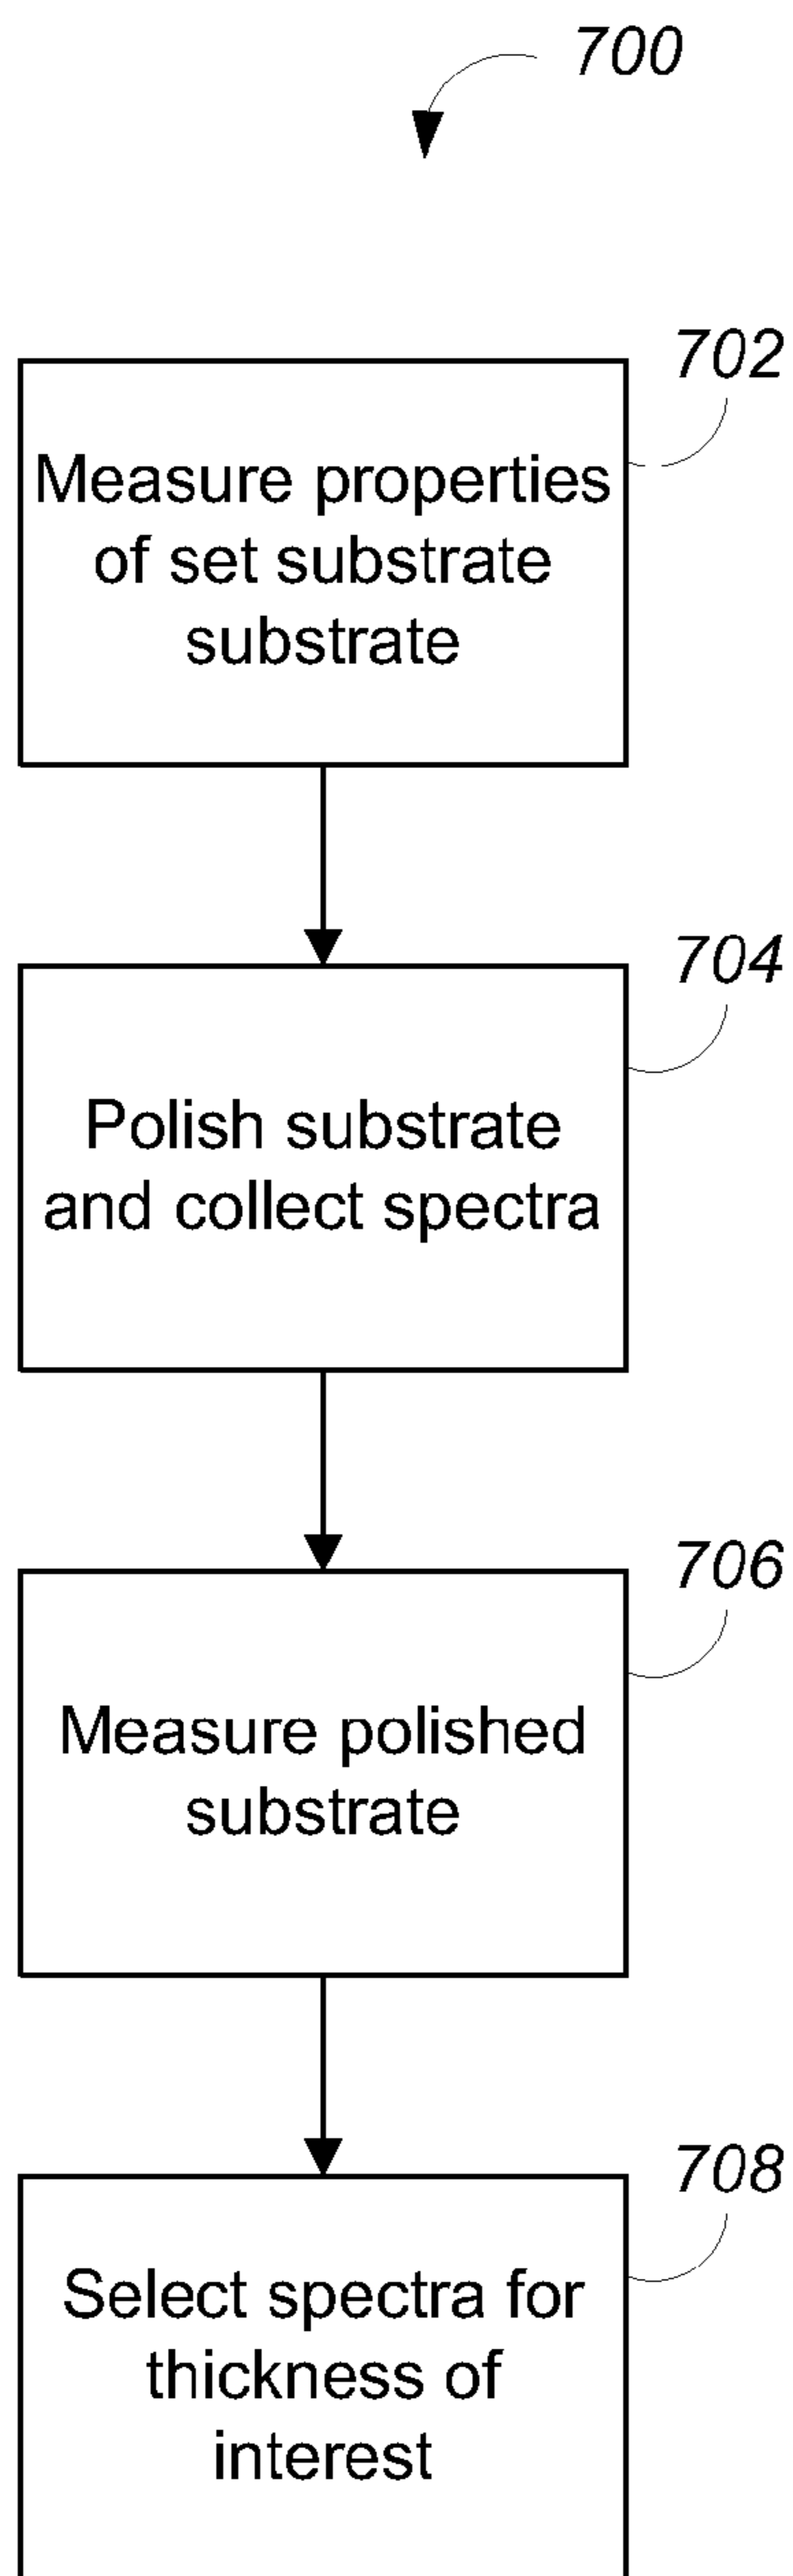 700
702
Measure properties
of set substrate
substrate
704
Polish substrate
and collect spectra
706
Measure polished
substrate
708
Select spectra for
thickness of
interest